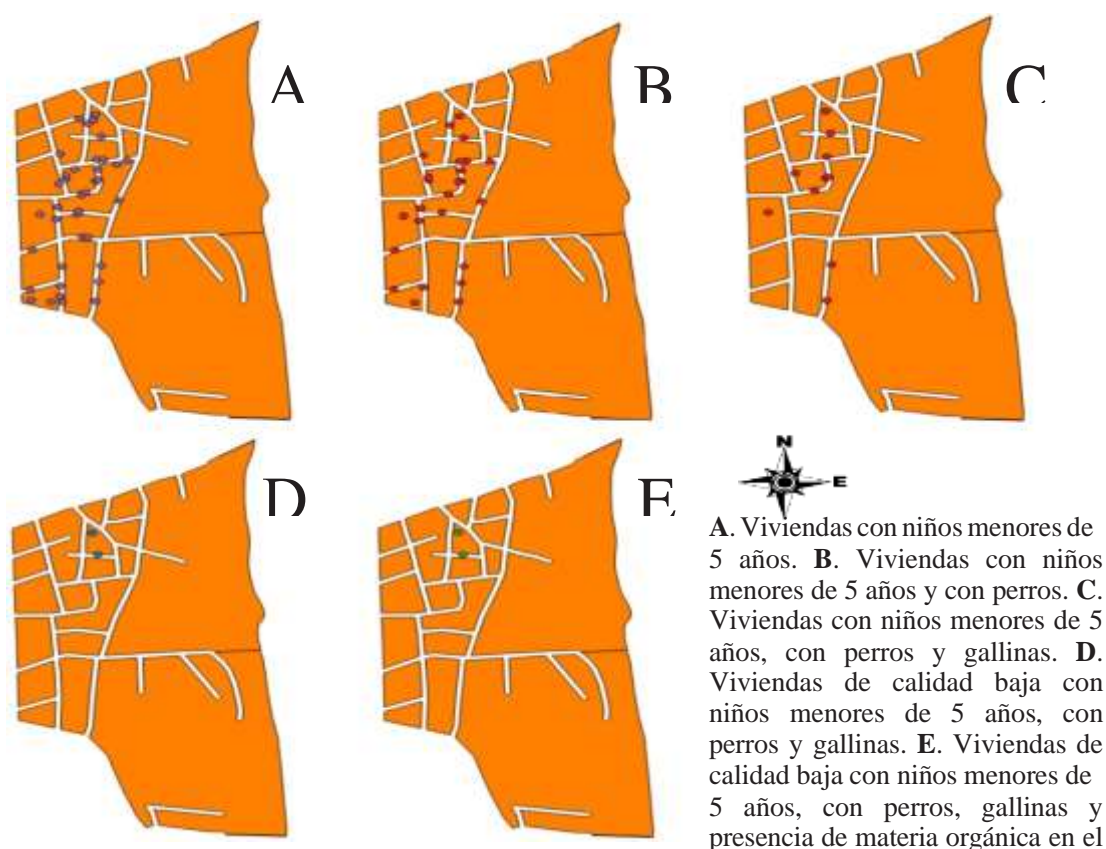 A
B
C
D
E
N
E
A. Viviendas con niños menores de
5 años. B. Viviendas con niños
menores de 5 años y con perros. C.
Viviendas con niños menores de 5
años, con perros y gallinas. D.
Viviendas de calidad baja con
niños menores de 5 años, con
perros y gallinas. E. Viviendas de
calidad baja con niños menores de
5 años, con perros, gallinas y
presencia de materia orgánica en el